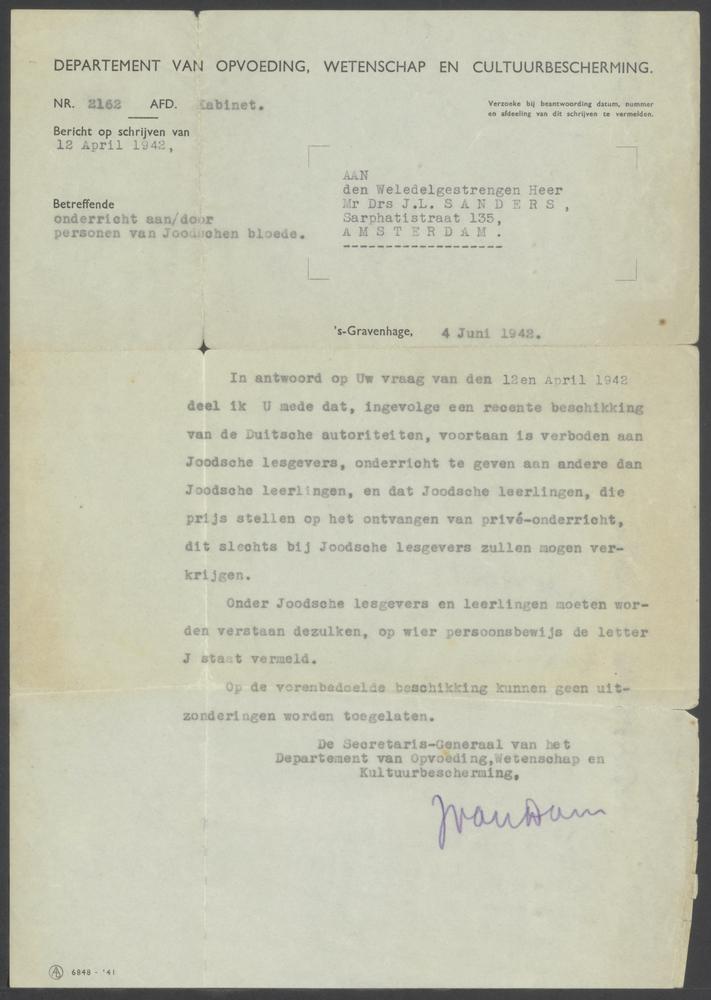 DEPARTEMENT VAN OPVOEDING, WETENSCHAP EN CULTUURBESCHERMING.
NR. 2162 AFD. Kabinet.
Verzoeke bij beantwoording datum, nummer
en afdeeling van dit schrijven te vermelden.
Bericht op schrijven van
12 April 1942,
Betreffende
onderricht aan/door
personen van Joodschen bloede.
AAN
den Weledelgestrengen Heer
Mr Drs J.L. S A N D E R S ,
Sarphatistraat 135,
A M S T E R D A M .
's-Gravenhage, 4 Juni 1942.
In antwoord op Uw vraag van den 12en April 1942
deel ik U mede dat, ingevolge een recente beschikking
van de Duitsche autoriteiten, voortaan is verboden aan
Joodsche lesgevers, onderricht te geven aan andere dan
Joodsche leerlingen, en dat Joodsche leerlingen, die
prijs stellen op het ontvangen van privé-onderricht,
dit slechts bij Joodsche lesgevers zullen mogen ver-
krijgen.
Onder Joodsche lesgevers en leerlingen moeten wor-
den verstaan dezulken, op wier persoonsbewijs de letter
J staat vermeld.
Op de vorenbedoelde beschikking kunnen geen uit-
zonderingen worden toegelaten.
De Secretaris-Generaal van het
Departement van Opvoeding,Wetenschap en
Kultuurbescherming,
JvanDam
6848 - '41